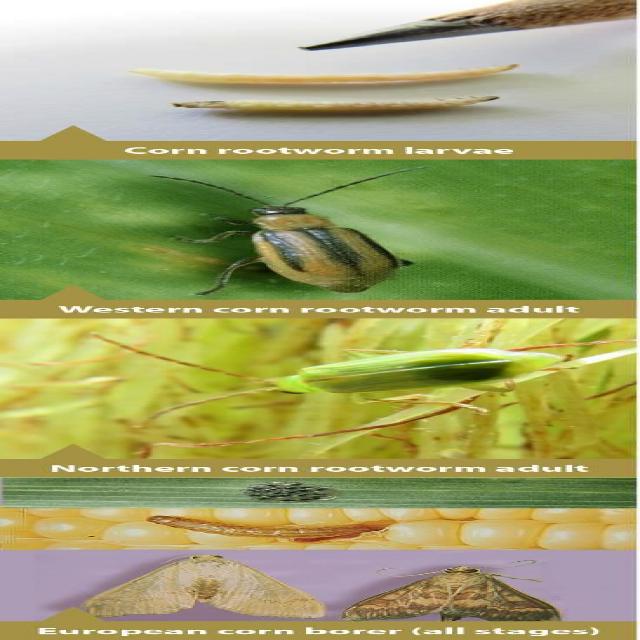 Corn rootworm larvae
Western corn rootworm adult
Northern corn rootworm adult
European corn borer (all stages)